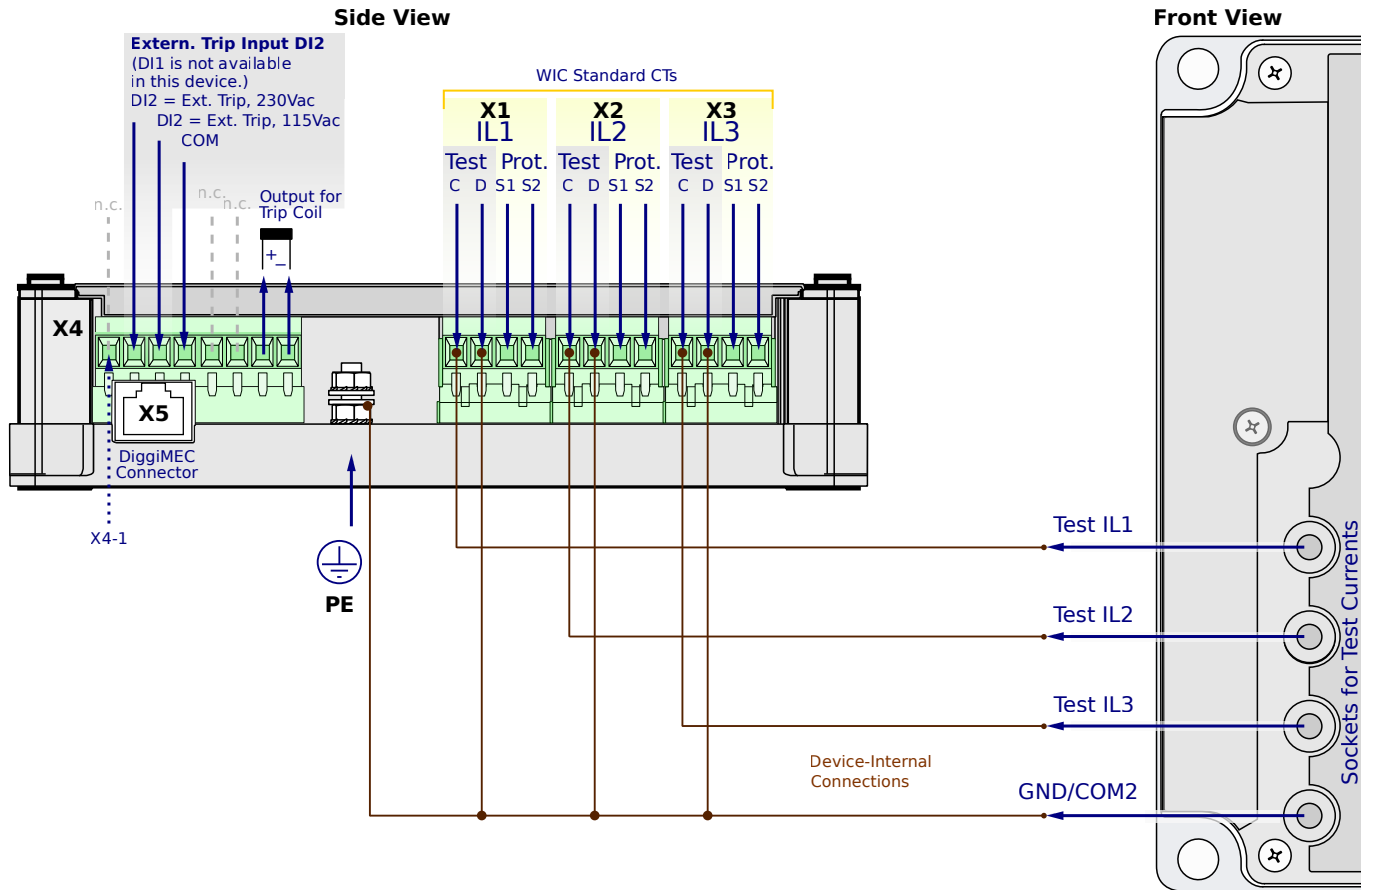 Side View
Front View
Extern. Trip Input DI2
(DI1 is not available
in this device.)
DI2 = Ext. Trip, 230Vac
DI2 = Ext. Trip, 115Vac
COM
n.c.
n.c.
n.c.
Output for
Trip Coil
+
−
WIC Standard CTs
X1
IL1
Test Prot.
C D S1 S2
X2
IL2
Test Prot.
C D S1 S2
X3
IL3
Test Prot.
C D S1 S2
X4
X5
DiggiMEC
Connector
X4-1
PE
Test IL1
Test IL2
Test IL3
GND/COM2
Device-Internal
Connections
Sockets for Test Currents